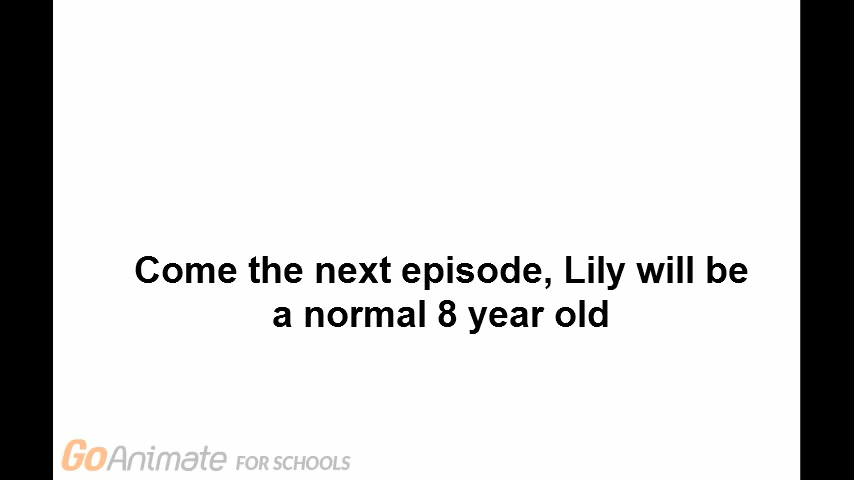 Come the next episode, Lily will be
a normal 8 year old
GoAnimate FOR SCHOOLS